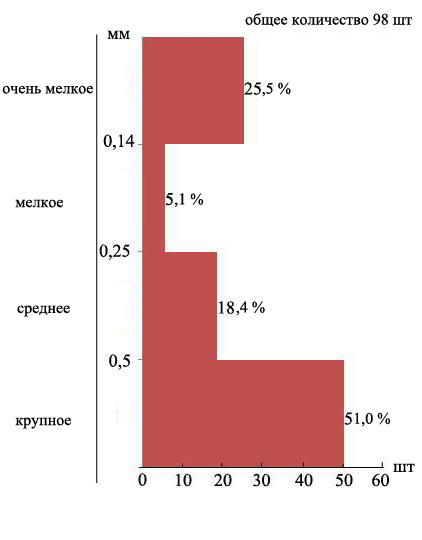 общее количество 98 шт
мм
очень мелкое
25,5 %
0,14
мелкое
5,1 %
0,25
среднее
18,4 %
0,5
крупное
51,0 %
шт
0 10 20 30 40 50 60